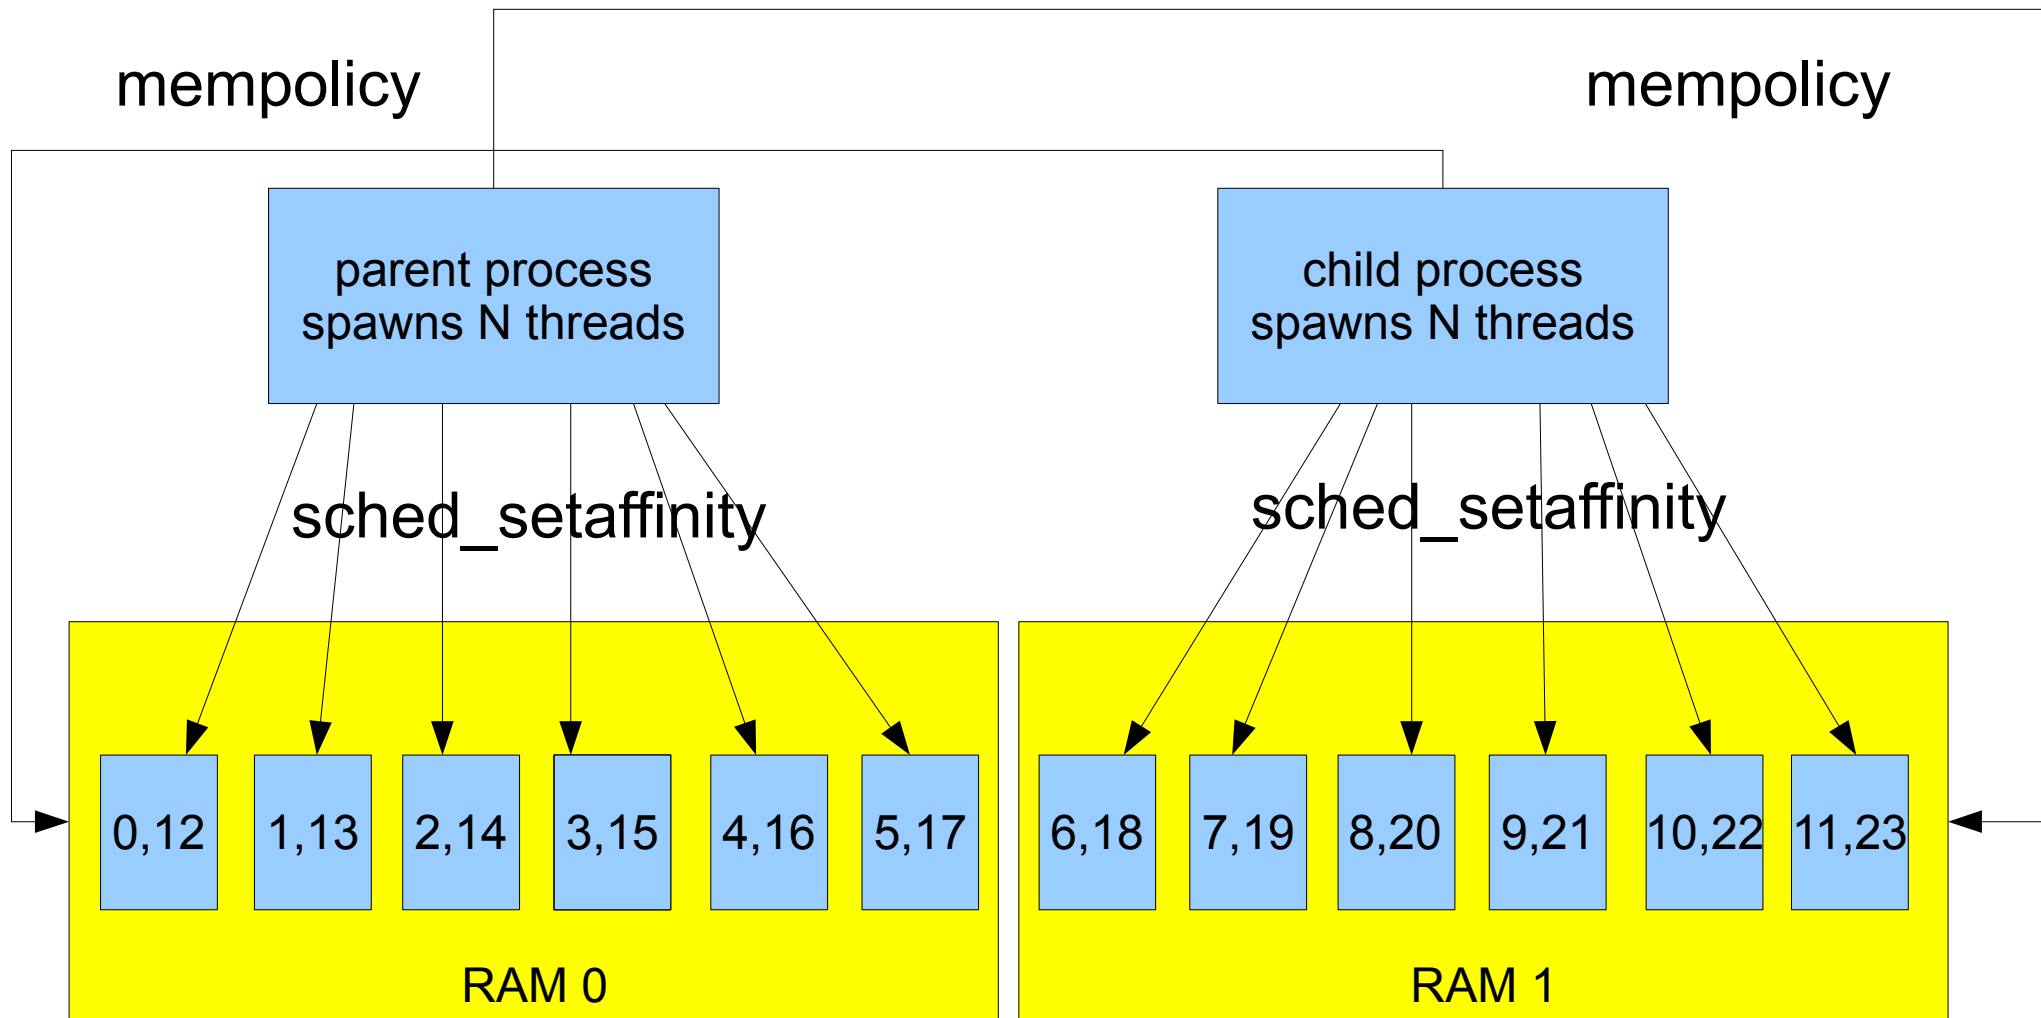 mempolicy
mempolicy
parent process
spawns N threads
child process
spawns N threads
sched_setaffinity
sched_setaffinity
0,12
1,13
2,14
3,15
4,16
5,17
6,18
7,19
8,20
9,21
10,22
11,23
RAM 0
RAM 1